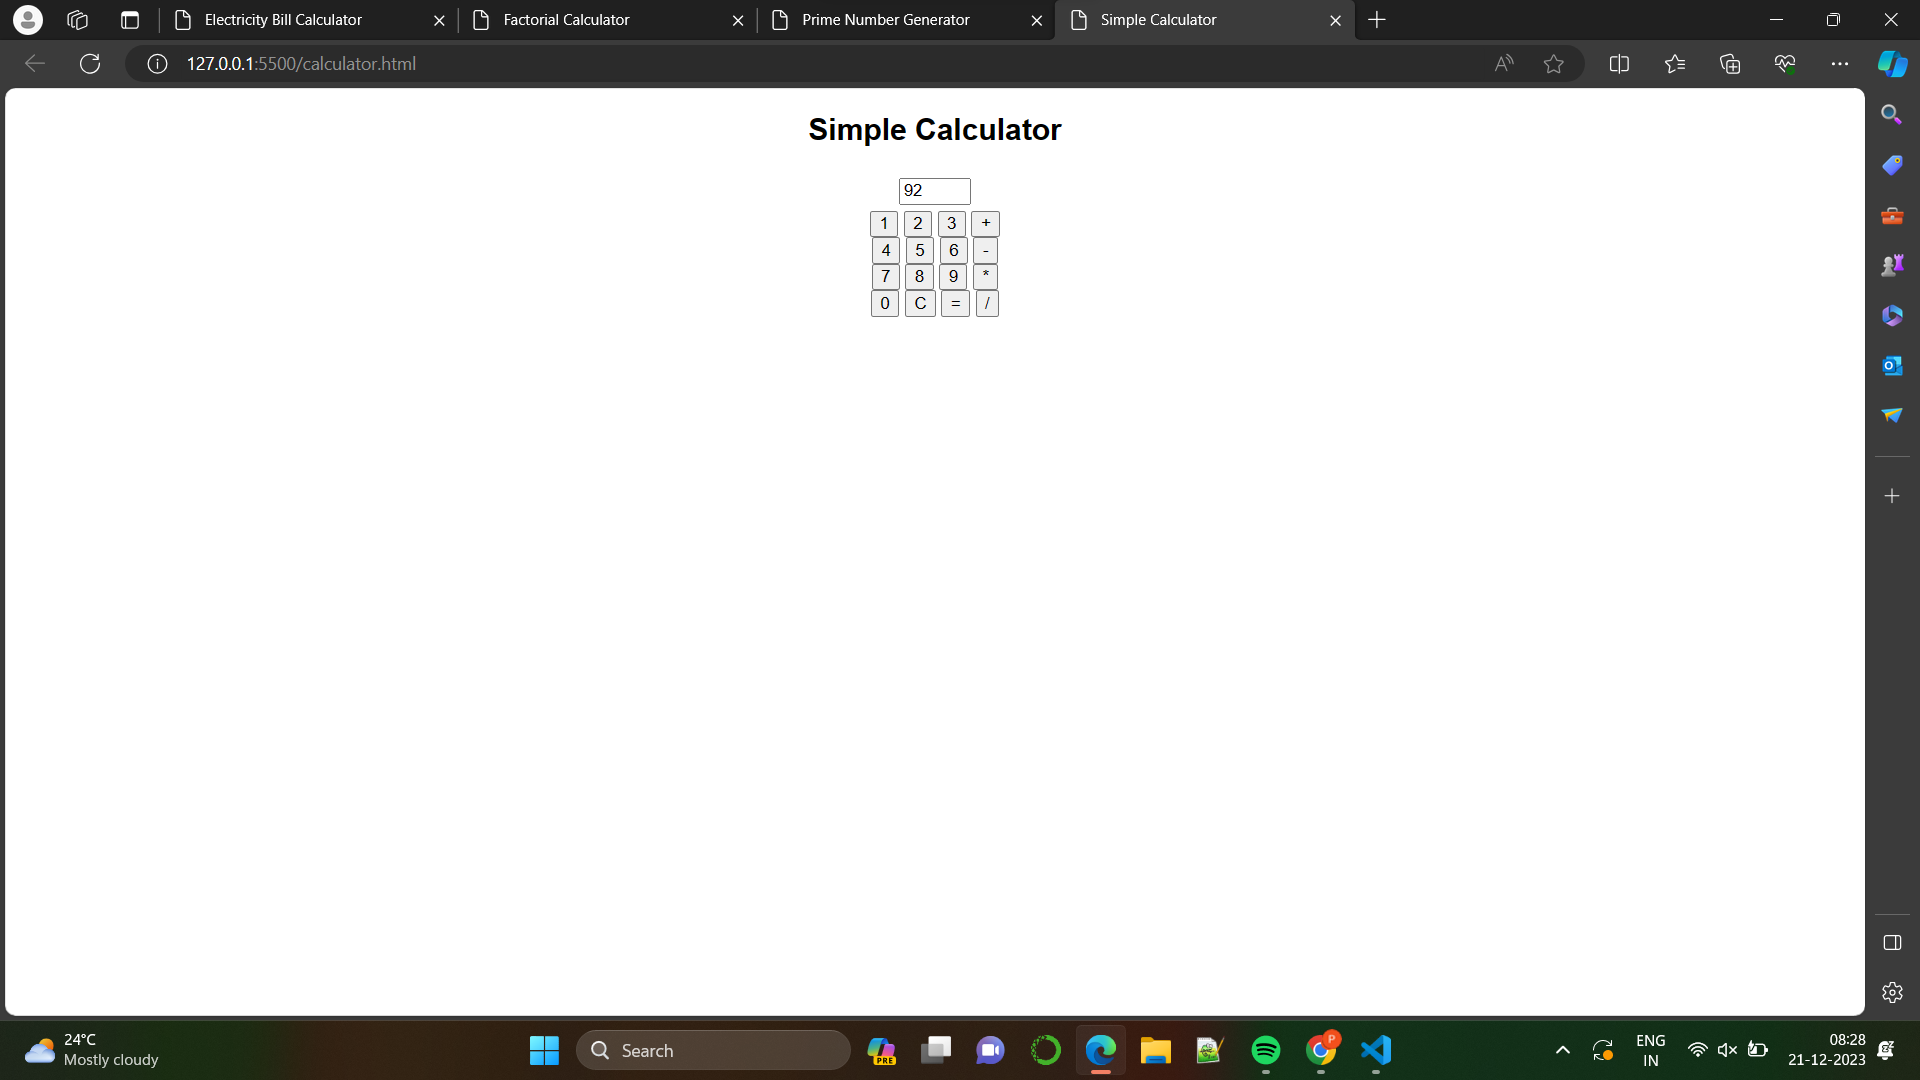 Electricity Bill Calculator
Factorial Calculator
Prime Number Generator
Simple Calculator
127.0.0.1:5500/calculator.html
Simple Calculator
92
1 2 3 +
4 5 6 -
7 8 9 *
0 C = /
24°C
Mostly cloudy
Search
PRE
P
ENG
IN
08:28
21-12-2023